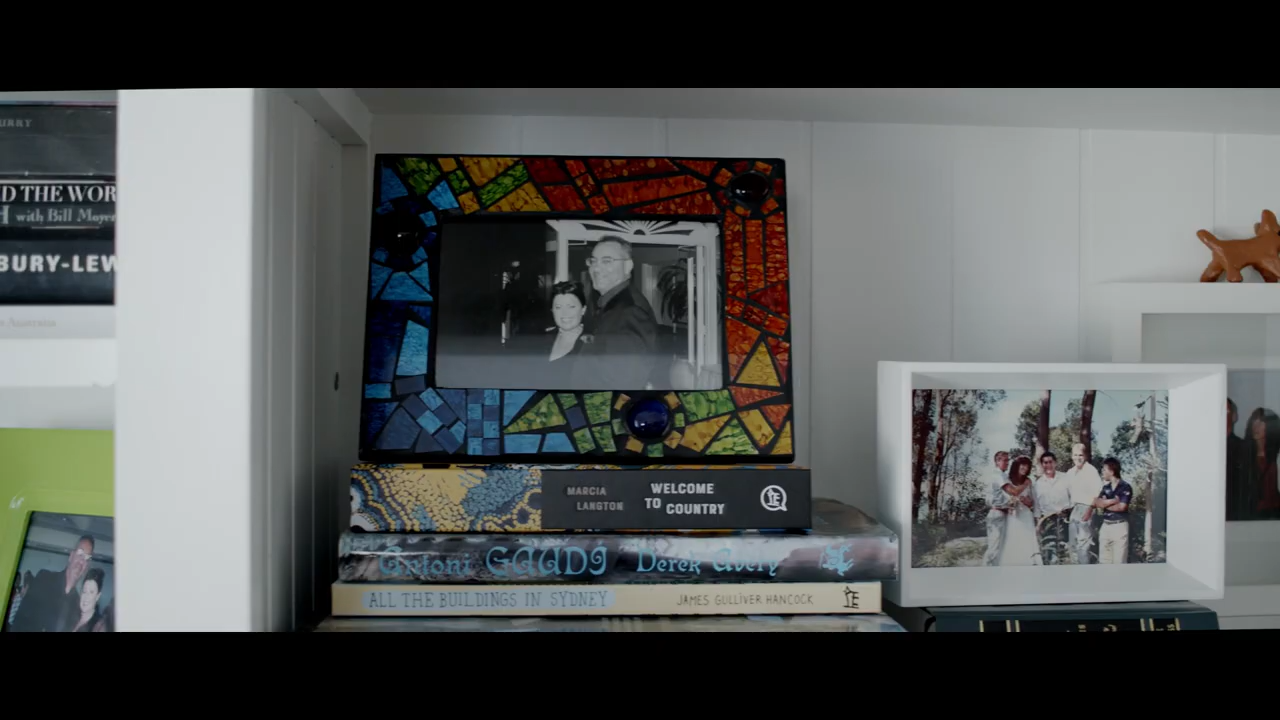 D THE WOR
with Bill Moye
BURY-LEW
MARCIA
LANGTON
WELCOME
TO COUNTRY
Antoni GAUDI Derek Avery
ALL THE BUILDINGS IN SYDNEY JAMES GULLIVER HANCOCK